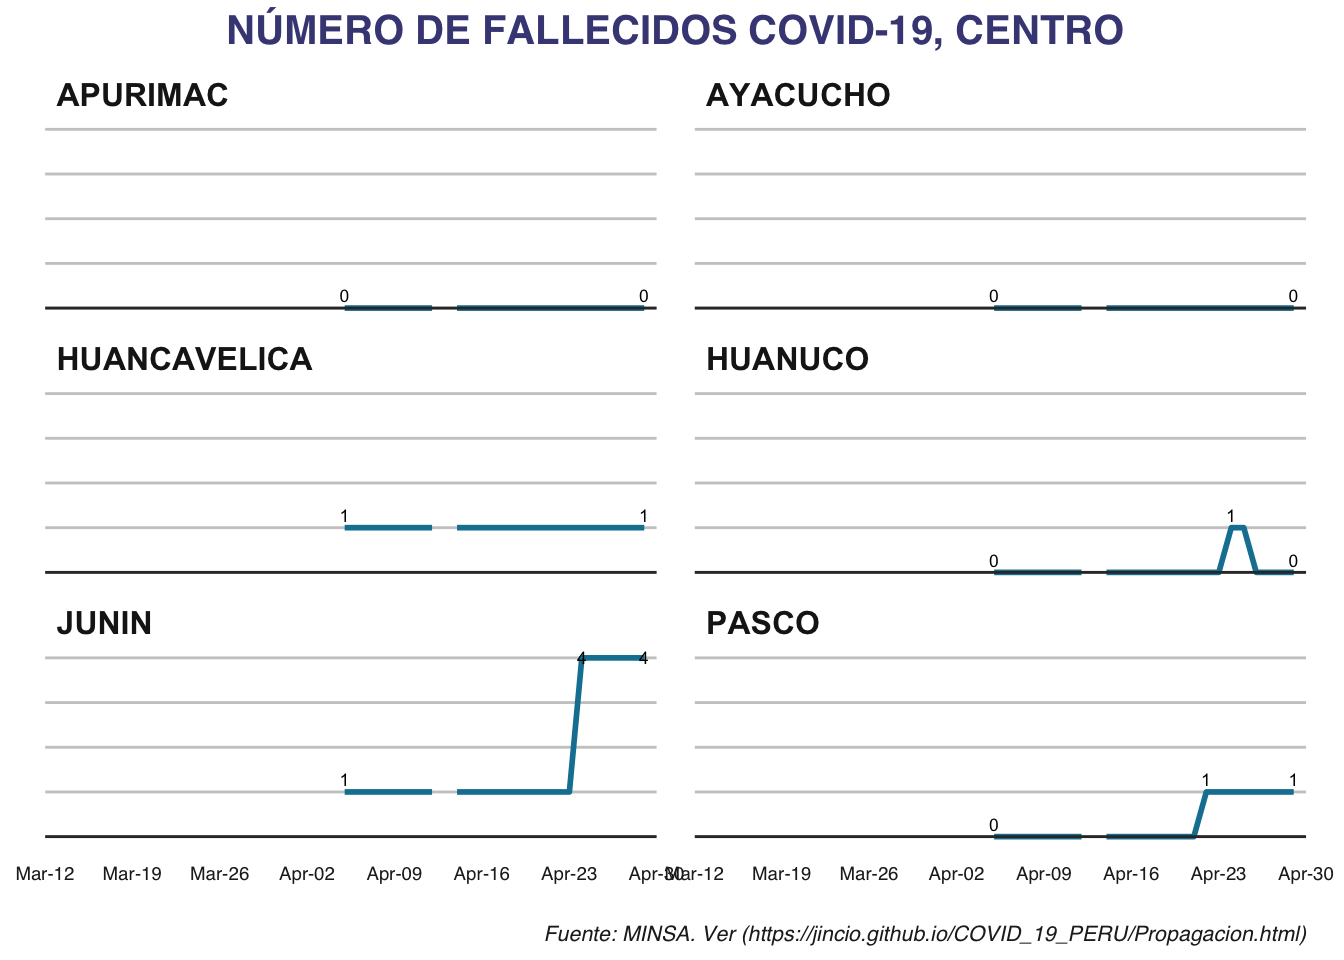 NÚMERO DE FALLECIDOS COVID-19, CENTRO
APURIMAC
0 0
AYACUCHO
0 0
HUANCAVELICA
1 1
HUANUCO
0 1 0
JUNIN
1 4 4
PASCO
0 1 1
Mar-12 Mar-19 Mar-26 Apr-02 Apr-09 Apr-16 Apr-23 Apr-30
Mar-12 Mar-19 Mar-26 Apr-02 Apr-09 Apr-16 Apr-23 Apr-30
Fuente: MINSA. Ver (https://jincio.github.io/COVID_19_PERU/Propagacion.html)